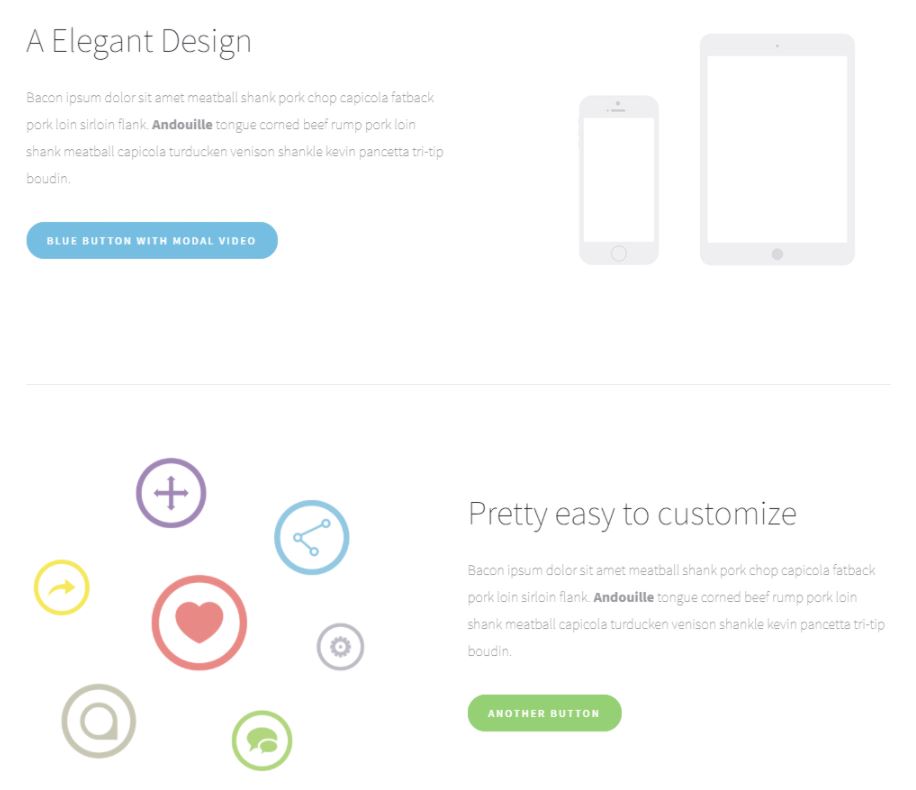 A Elegant Design
Bacon ipsum dolor sit amet meatball shank pork chop capicola fatback
pork loin sirloin flank. Andouille tongue corned beef rump pork loin
shank meatball capicola turducken venison shankle kevin pancetta tri-tip
boudin.
BLUE BUTTON WITH MODAL VIDEO
Pretty easy to customize
Bacon ipsum dolor sit amet meatball shank pork chop capicola fatback
pork loin sirloin flank. Andouille tongue corned beef rump pork loin
shank meatball capicola turducken venison shankle kevin pancetta tri-tip
boudin.
ANOTHER BUTTON